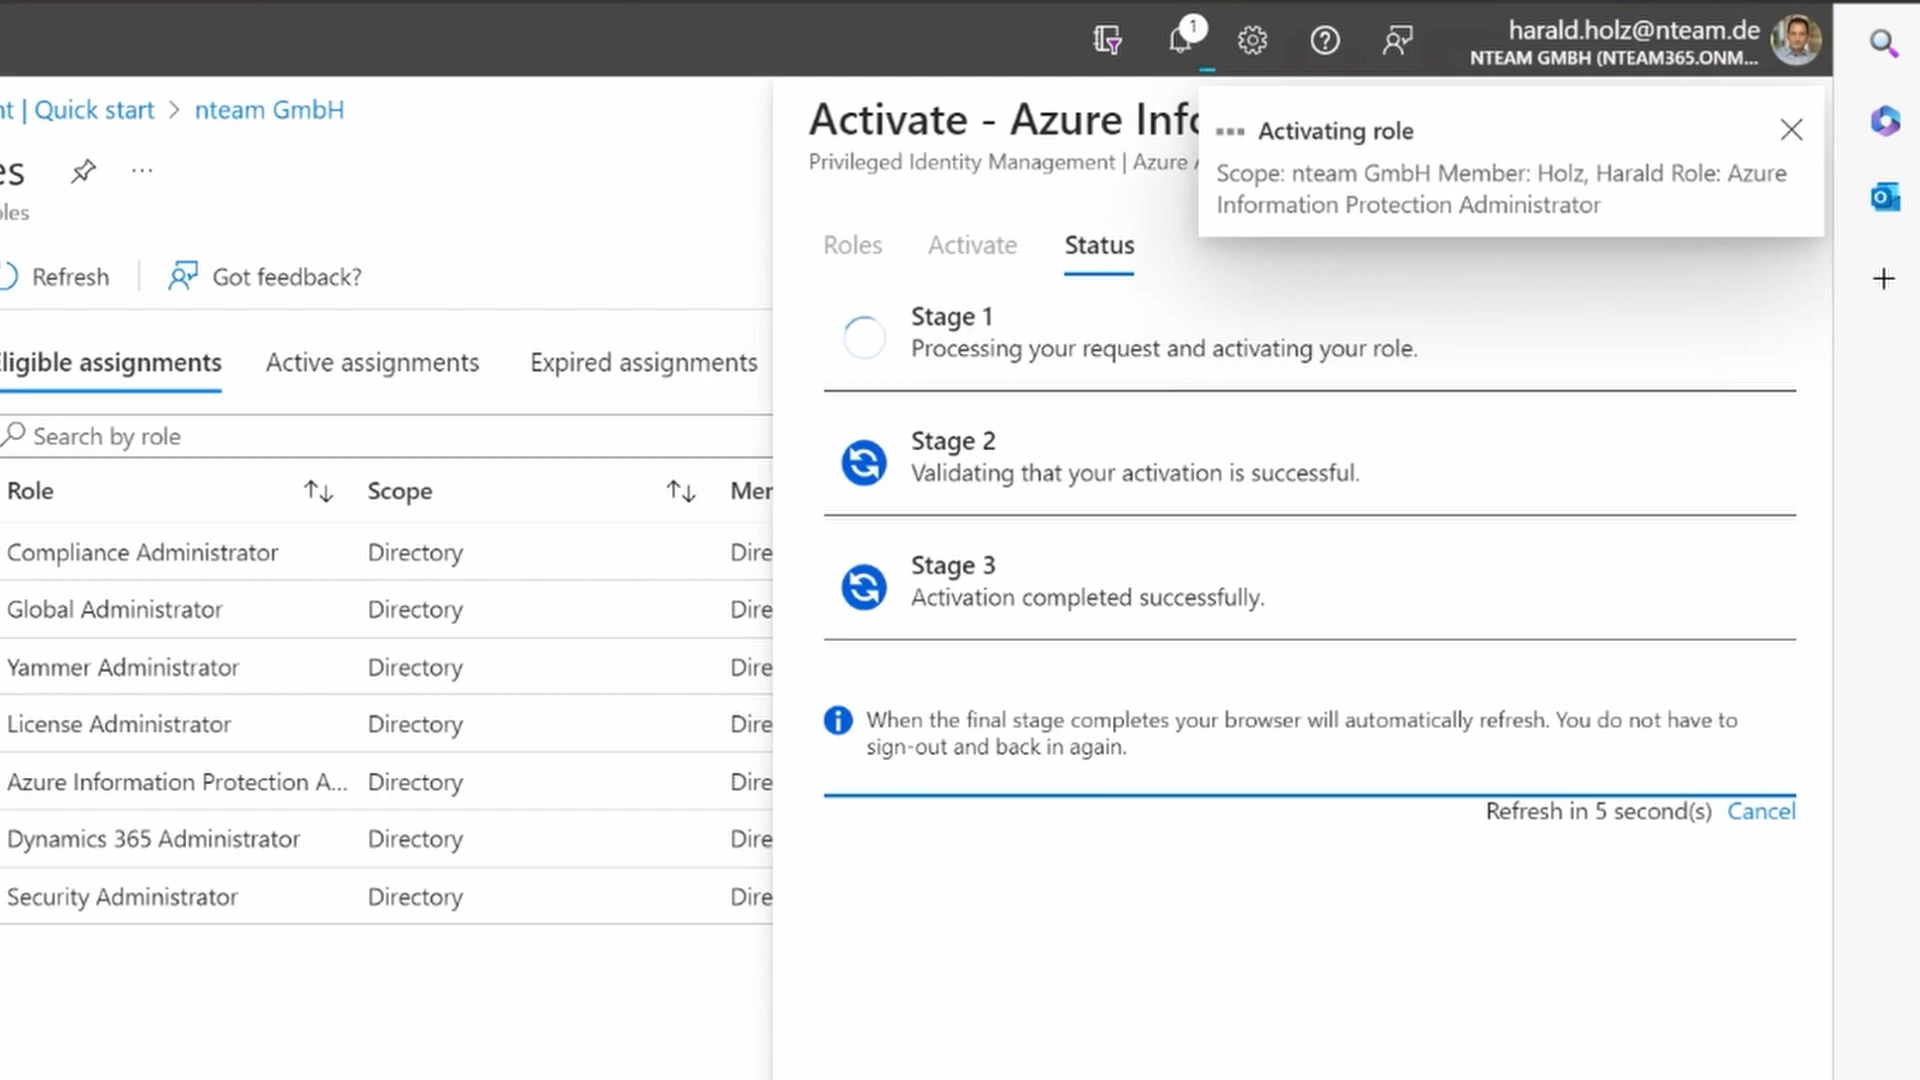 1
harald.holz@nteam.de
NTEAM GMBH (NTEAM365.ONM...
nt | Quick start > nteam GmbH
es
...
oles
Refresh
Got feedback?
Eligible assignments
Active assignments
Expired assignments
Search by role
Role
Scope
Mer
Compliance Administrator
Directory
Dire
Global Administrator
Directory
Dire
Yammer Administrator
Directory
Dire
License Administrator
Directory
Dire
Azure Information Protection A...
Directory
Dire
Dynamics 365 Administrator
Directory
Dire
Security Administrator
Directory
Dire
Activate - Azure Info
Privileged Identity Management | Azure A
Activating role
Scope: nteam GmbH Member: Holz, Harald Role: Azure
Information Protection Administrator
Roles
Activate
Status
Stage 1
Processing your request and activating your role.
Stage 2
Validating that your activation is successful.
Stage 3
Activation completed successfully.
When the final stage completes your browser will automatically refresh. You do not have to
sign-out and back in again.
Refresh in 5 second(s) Cancel